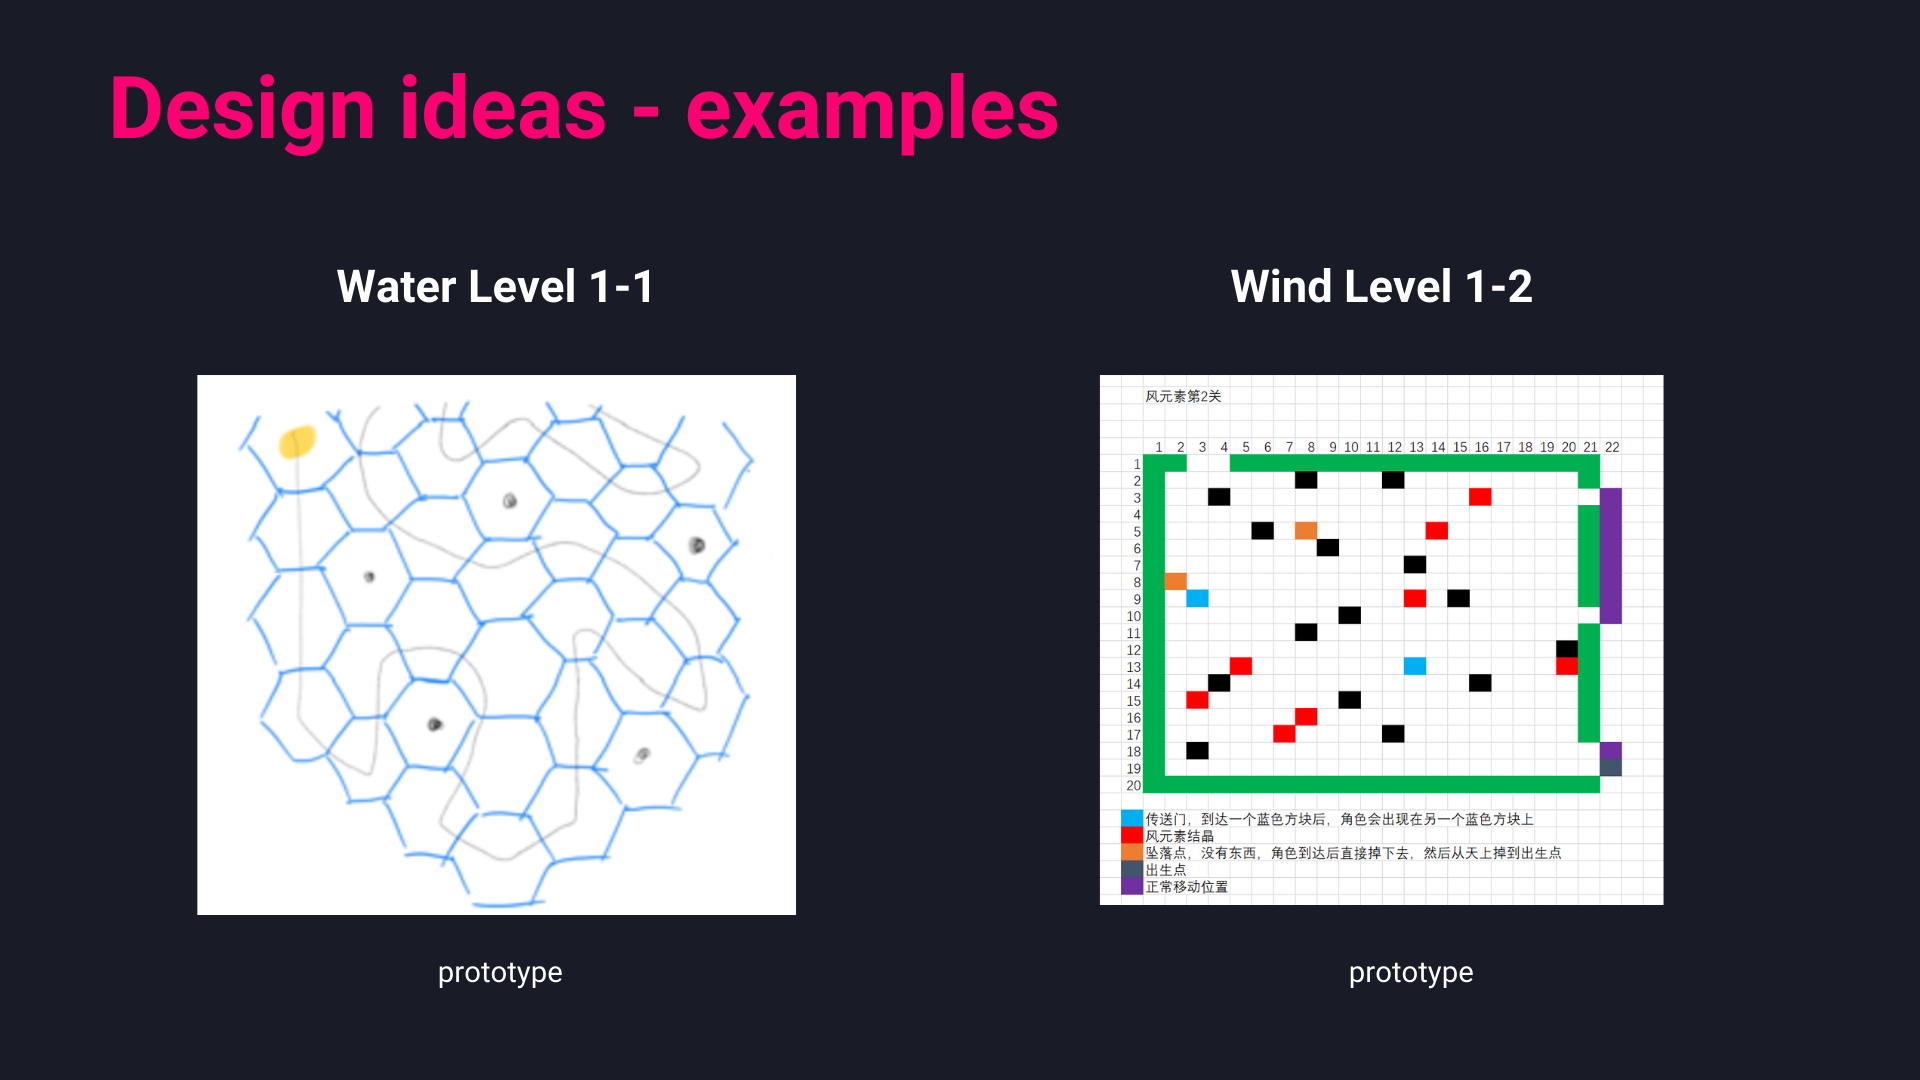 Design ideas - examples
Water Level 1-1
Wind Level 1-2
风元素第2关
1 2 3 4 5 6 7 8 9 10 11 12 13 14 15 16 17 18 19 20 21 22
1
2
3
4
5
6
7
8
9
10
11
12
13
14
15
16
17
18
19
20
传送门，到达一个蓝色方块后，角色会出现在另一个蓝色方块上
风元素结晶
坠落点，没有东西，角色到达后直接掉下去，然后从天上掉到出生点
出生点
正常移动位置
prototype
prototype